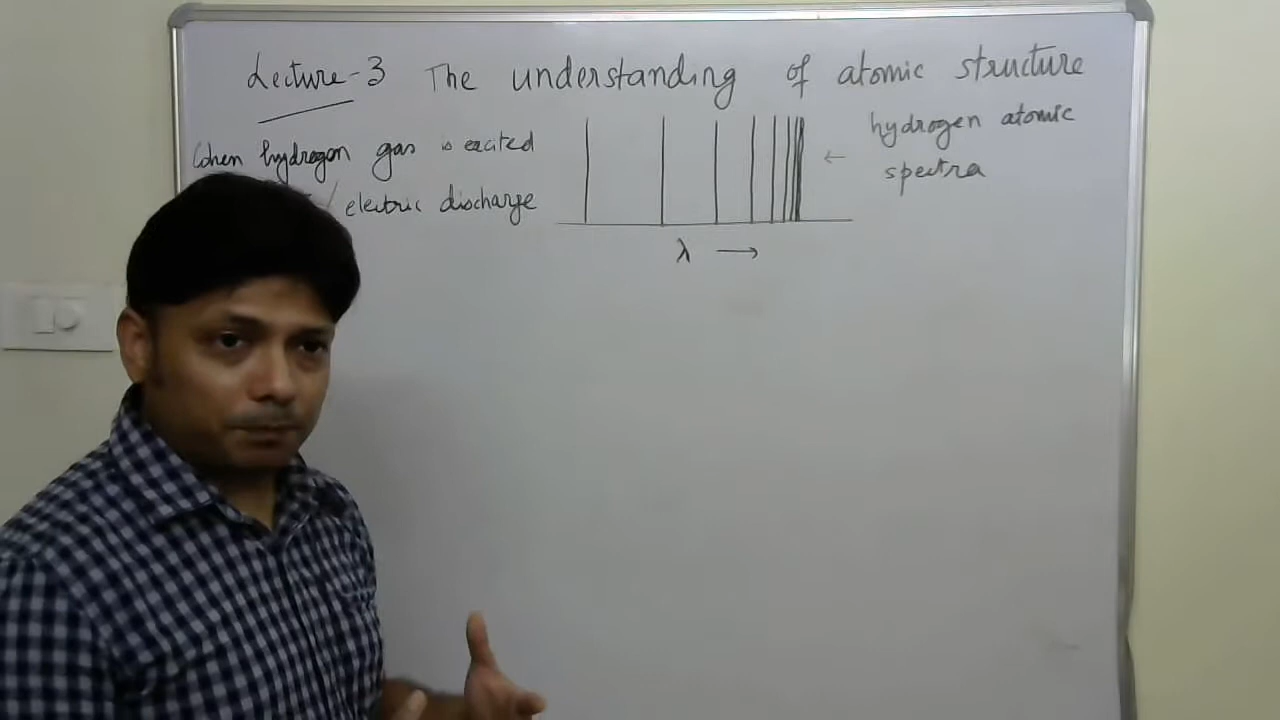 Lecture-3 The understanding of atomic structure
When hydrogen gas is excited
/ electric discharge
λ →
← hydrogen atomic
spectra